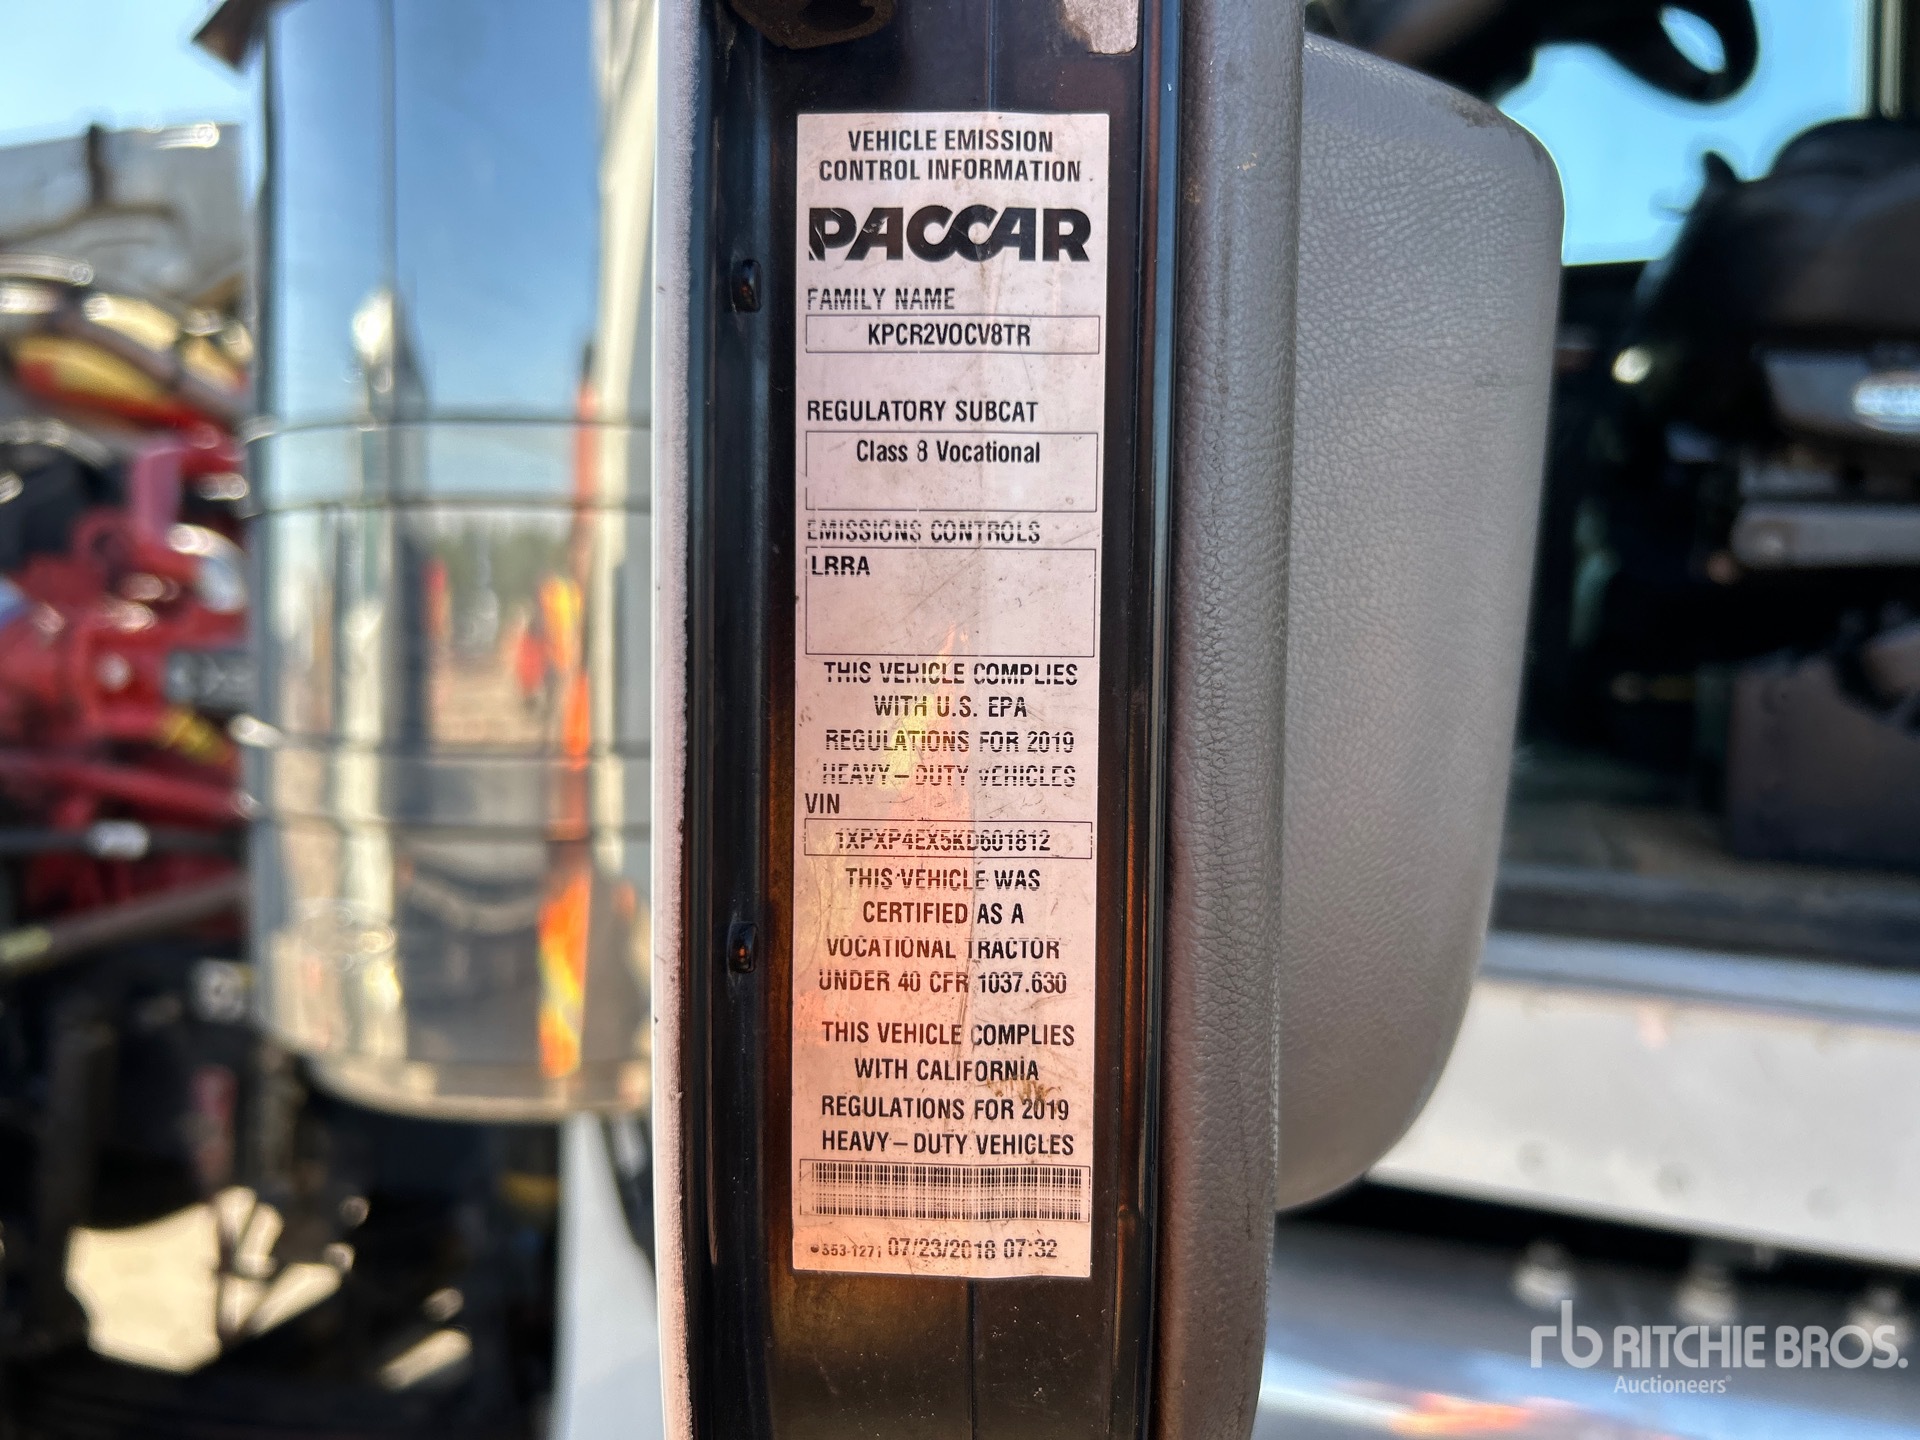 VEHICLE EMISSION
CONTROL INFORMATION
PACCAR
FAMILY NAME
KPCR2VOCV8TR
REGULATORY SUBCAT
Class 8 Vocational
EMISSIONS CONTROLS
LRRA
THIS VEHICLE COMPLIES
WITH U.S. EPA
REGULATIONS FOR 2019
HEAVY-DUTY VEHICLES
VIN
1XPXP4EX5KD601812
THIS VEHICLE WAS
CERTIFIED AS A
VOCATIONAL TRACTOR
UNDER 40 CFR 1037.630
THIS VEHICLE COMPLIES
WITH CALIFORNIA
REGULATIONS FOR 2019
HEAVY-DUTY VEHICLES
S53-1271 07/23/2018 07:32
rb RITCHIE BROS.
Auctioneers